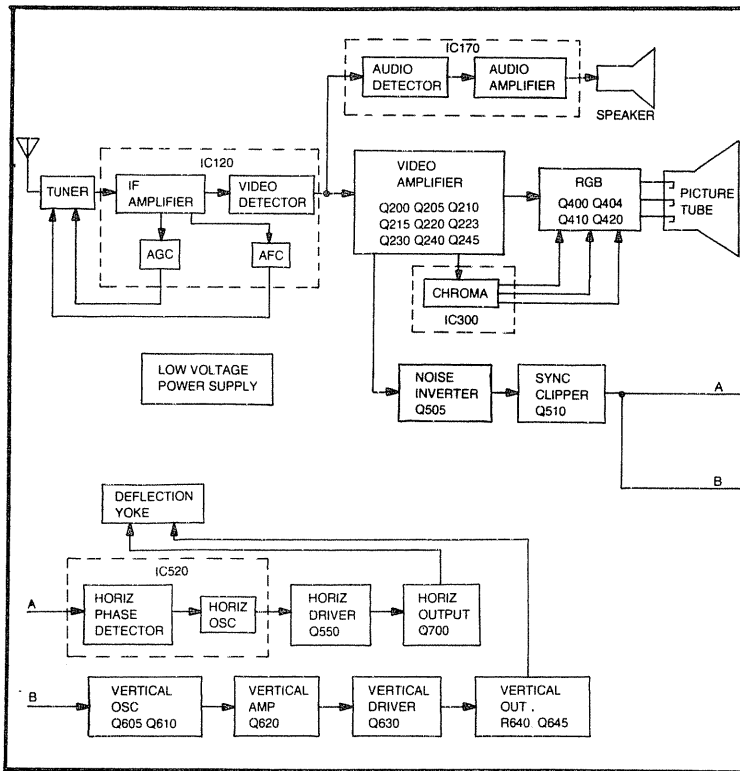 IC170
AUDIO
DETECTOR
AUDIO
AMPLIFIER
SPEAKER
IC120
TUNER
IF
AMPLIFIER
VIDEO
DETECTOR
AGC
AFC
VIDEO
AMPLIFIER
Q200 Q205 Q210
Q215 Q220 Q223
Q230 Q240 Q245
RGB
Q400 Q404
Q410 Q420
PICTURE
TUBE
CHROMA
IC300
LOW VOLTAGE
POWER SUPPLY
NOISE
INVERTER
Q505
SYNC
CLIPPER
Q510
A
B
DEFLECTION
YOKE
IC520
A
HORIZ
PHASE
DETECTOR
HORIZ
OSC
HORIZ
DRIVER
Q550
HORIZ
OUTPUT
Q700
B
VERTICAL
OSC
Q605 Q610
VERTICAL
AMP
Q620
VERTICAL
DRIVER
Q630
VERTICAL
OUT .
R640 Q645